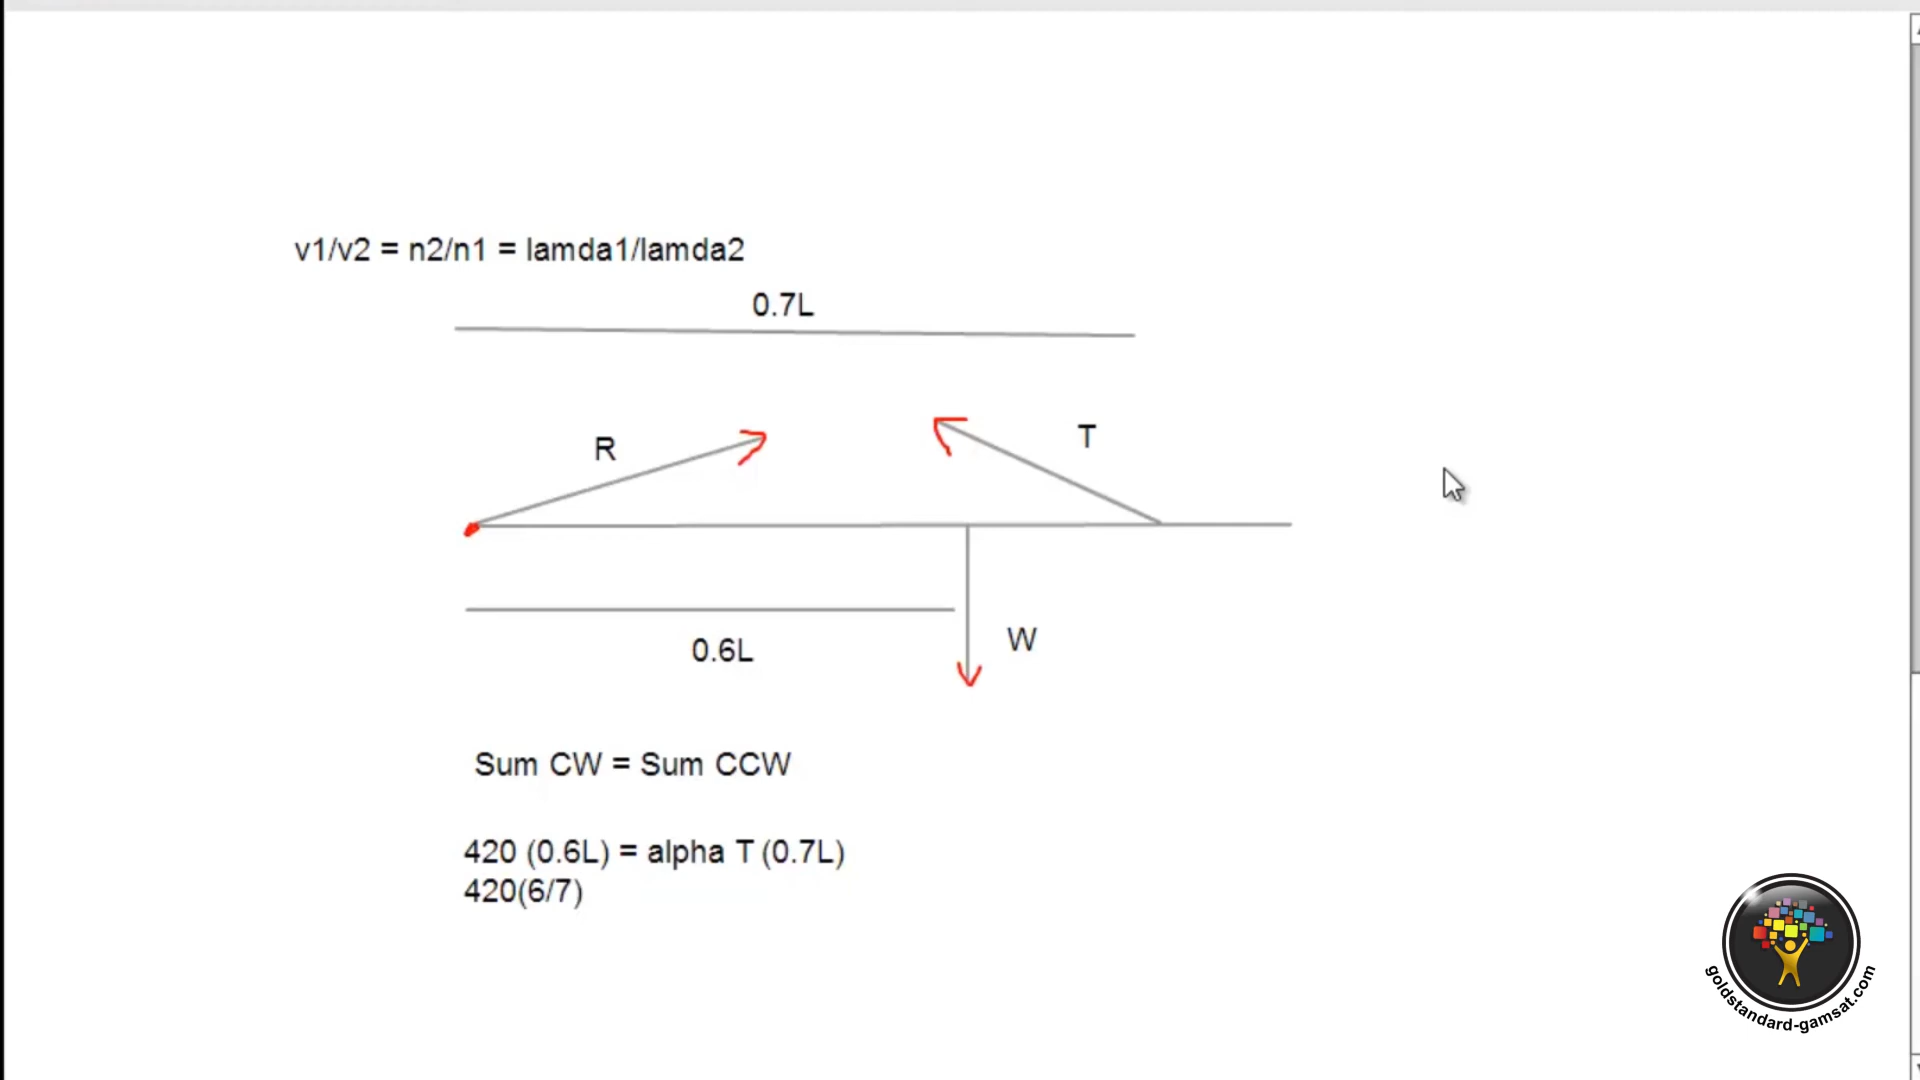 v1/v2 = n2/n1 = lamda1/lamda2
0.7L
R
T
0.6L
W
Sum CW = Sum CCW
420 (0.6L) = alpha T (0.7L)
420(6/7)
goldstandard-gamsat.com